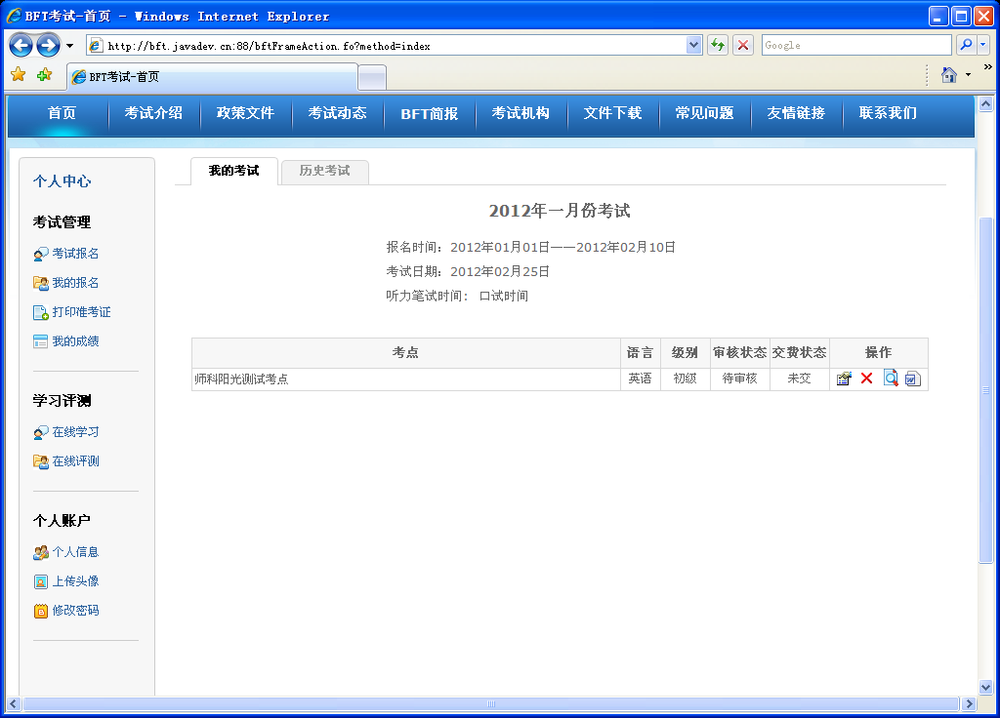 BFT考试-首页 - Windows Internet Explorer
http://bft.javadev.cn:88/bftFrameAction.fo?method=index
Google
BFT考试-首页
首页 考试介绍 政策文件 考试动态 BFT简报 考试机构 文件下载 常见问题 友情链接 联系我们
个人中心
考试管理
考试报名
我的报名
打印准考证
我的成绩
学习评测
在线学习
在线评测
个人账户
个人信息
上传头像
修改密码
我的考试 历史考试
2012年一月份考试
报名时间：2012年01月01日——2012年02月10日
考试日期：2012年02月25日
听力笔试时间： 口试时间
考点 语言 级别 审核状态 交费状态 操作
师科阳光测试考点 英语 初级 待审核 未交